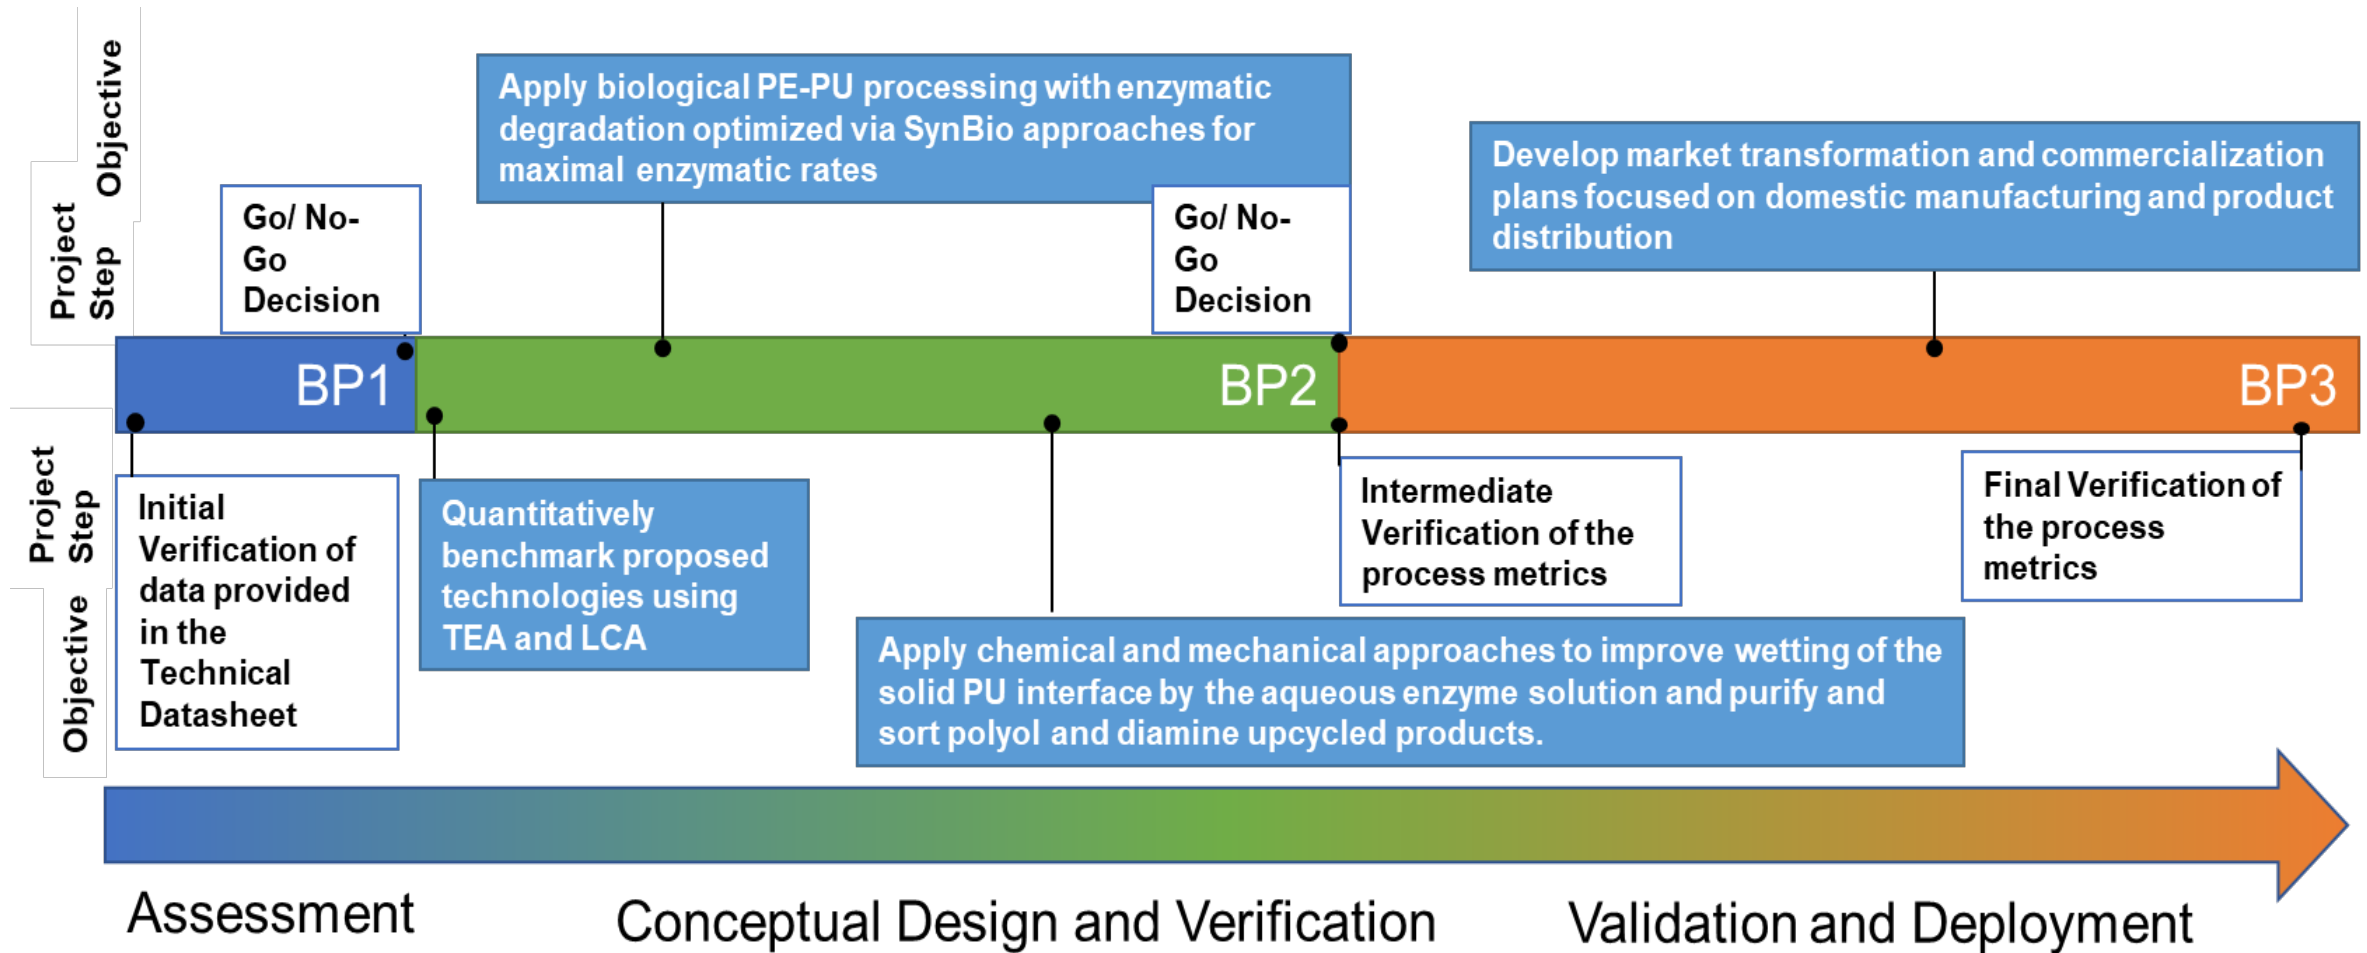 Objective
Project
Step
Apply biological PE-PU processing with enzymatic
degradation optimized via SynBio approaches for
maximal enzymatic rates
Go/ No-
Go
Decision
Go/ No-
Go
Decision
Develop market transformation and commercialization
plans focused on domestic manufacturing and product
distribution
BP1
BP2
BP3
Project
Step
Objective
Initial
Verification of
data provided
in the
Technical
Datasheet
Quantitatively
benchmark proposed
technologies using
TEA and LCA
Intermediate
Verification of the
process metrics
Final Verification of
the process
metrics
Apply chemical and mechanical approaches to improve wetting of the
solid PU interface by the aqueous enzyme solution and purify and
sort polyol and diamine upcycled products.
Assessment
Conceptual Design and Verification
Validation and Deployment